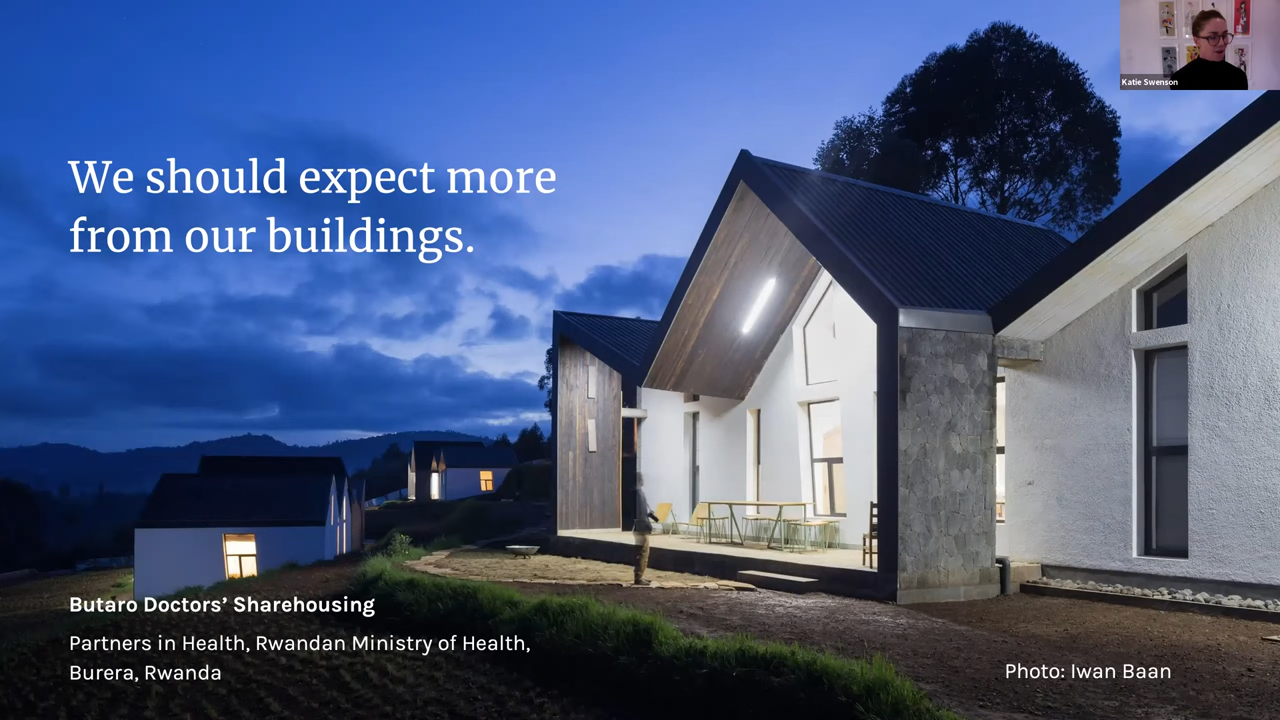 Katie Swenson
We should expect more
from our buildings.
Butaro Doctors’ Sharehousing
Partners in Health, Rwandan Ministry of Health,
Burera, Rwanda
Photo: Iwan Baan